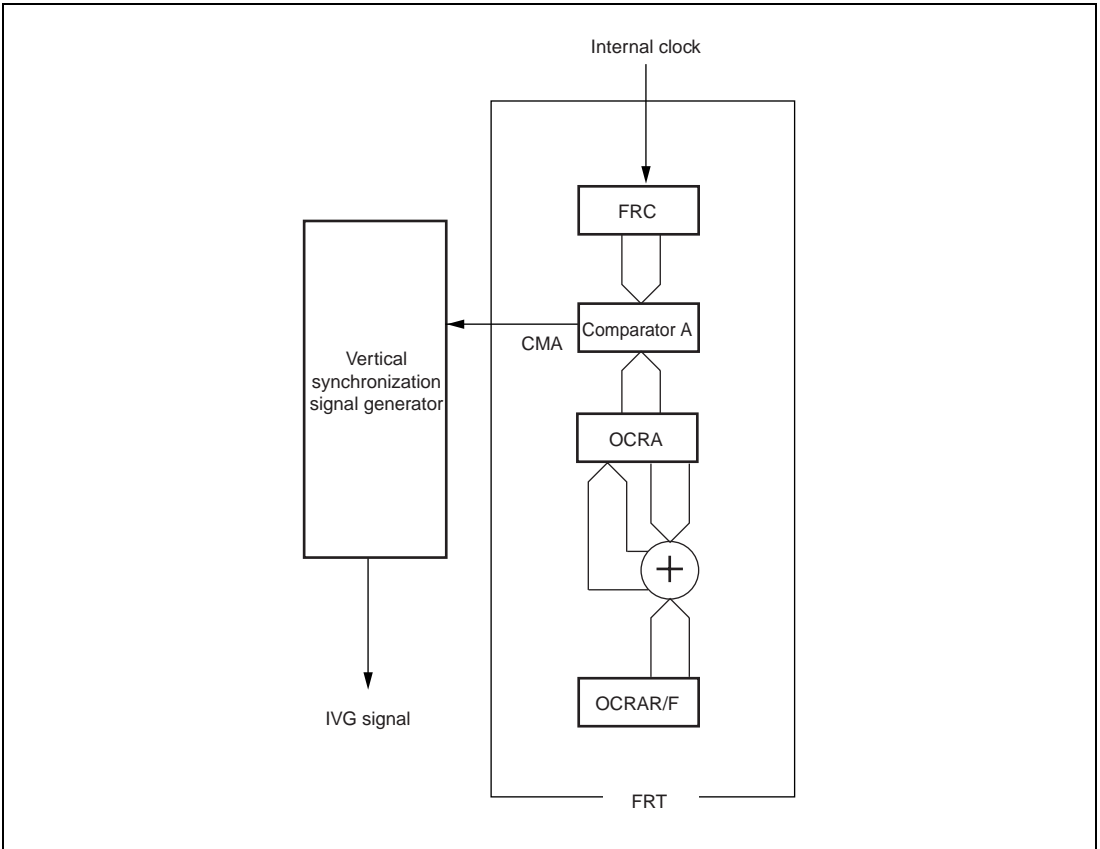 Internal clock
FRC
Comparator A
CMA
Vertical
synchronization
signal generator
OCRA
+
OCRAR/F
IVG signal
FRT